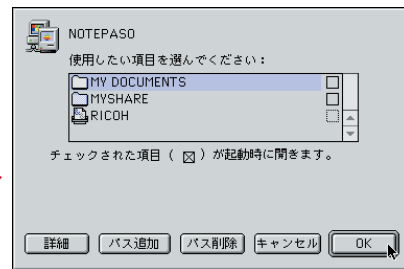 NOTEPASO
使用したい項目を選んでください:
MY DOCUMENTS
MYSHARE
RICOH
チェックされた項目( ☒ )が起動時に開きます。
詳細 パス追加 パス削除 キャンセル OK